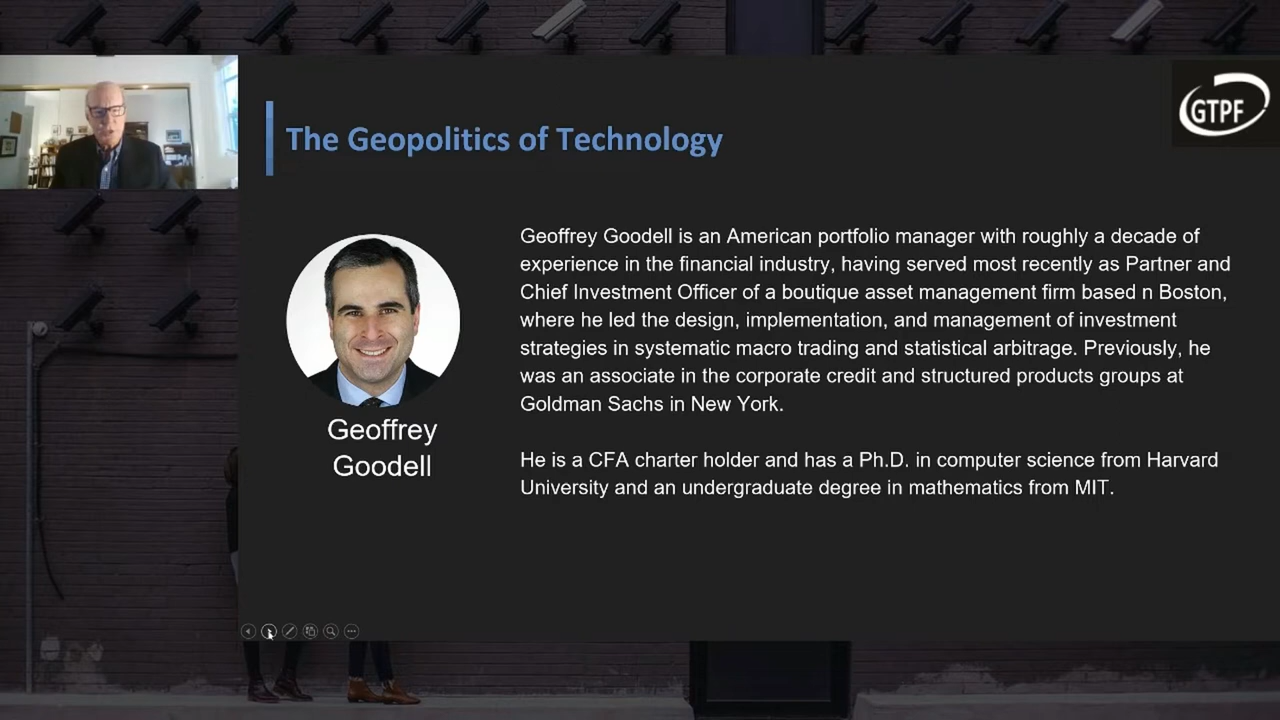 The Geopolitics of Technology
GTPF
Geoffrey Goodell is an American portfolio manager with roughly a decade of
experience in the financial industry, having served most recently as Partner and
Chief Investment Officer of a boutique asset management firm based n Boston,
where he led the design, implementation, and management of investment
strategies in systematic macro trading and statistical arbitrage. Previously, he
was an associate in the corporate credit and structured products groups at
Goldman Sachs in New York.
He is a CFA charter holder and has a Ph.D. in computer science from Harvard
University and an undergraduate degree in mathematics from MIT.
Geoffrey
Goodell